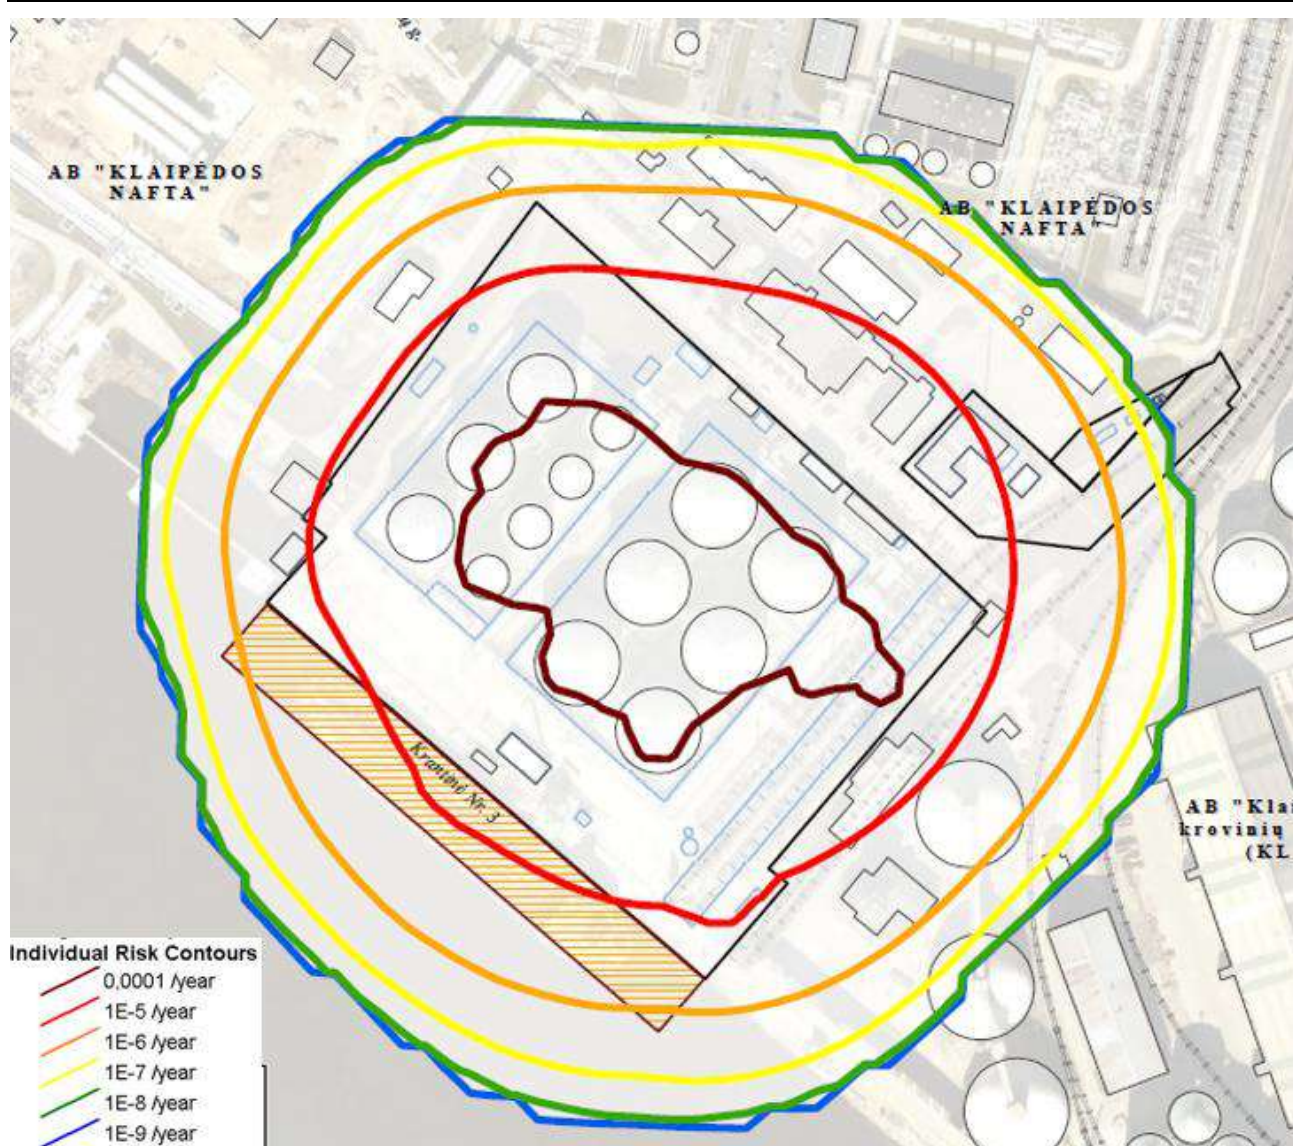 AB "KLAIPĖDOS
NAFTA"
AB "KLAIPĖDOS
NAFTA"
Krantinė Nr. 3
AB "Klai
krovinių
(KL
Individual Risk Contours
0,0001 /year
1E-5 /year
1E-6 /year
1E-7 /year
1E-8 /year
1E-9 /year